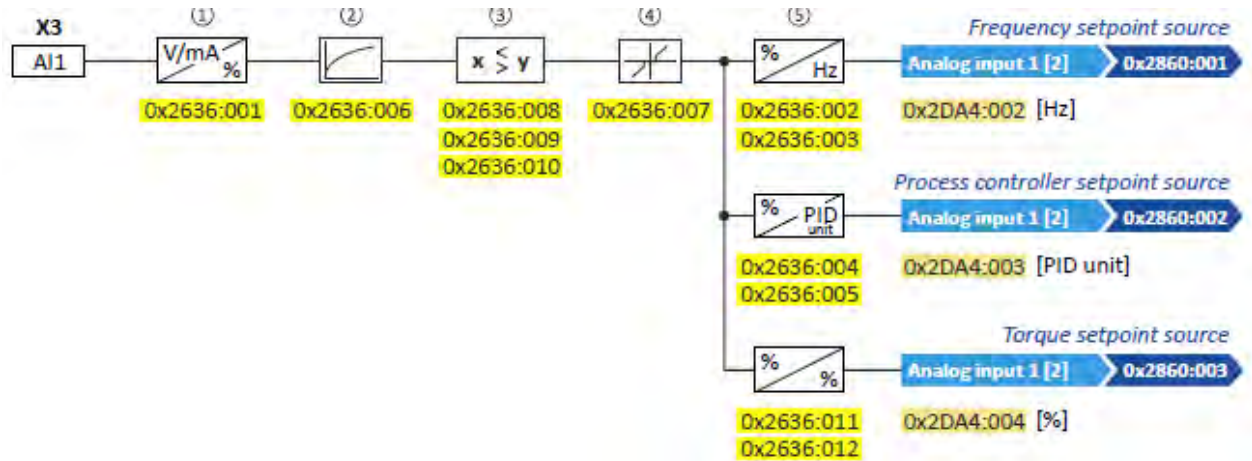 ① ② ③ ④ ⑤
Frequency setpoint source
X3
AI1
V/mA %
x ≤ > y
% Hz
Analog input 1 [2] 0x2860:001
0x2636:001 0x2636:006 0x2636:008 0x2636:007 0x2636:002 0x2DA4:002 [Hz]
0x2636:009 0x2636:003
0x2636:010
Process controller setpoint source
% PID unit
Analog input 1 [2] 0x2860:002
0x2636:004 0x2DA4:003 [PID unit]
0x2636:005
Torque setpoint source
% %
Analog input 1 [2] 0x2860:003
0x2636:011 0x2DA4:004 [%]
0x2636:012